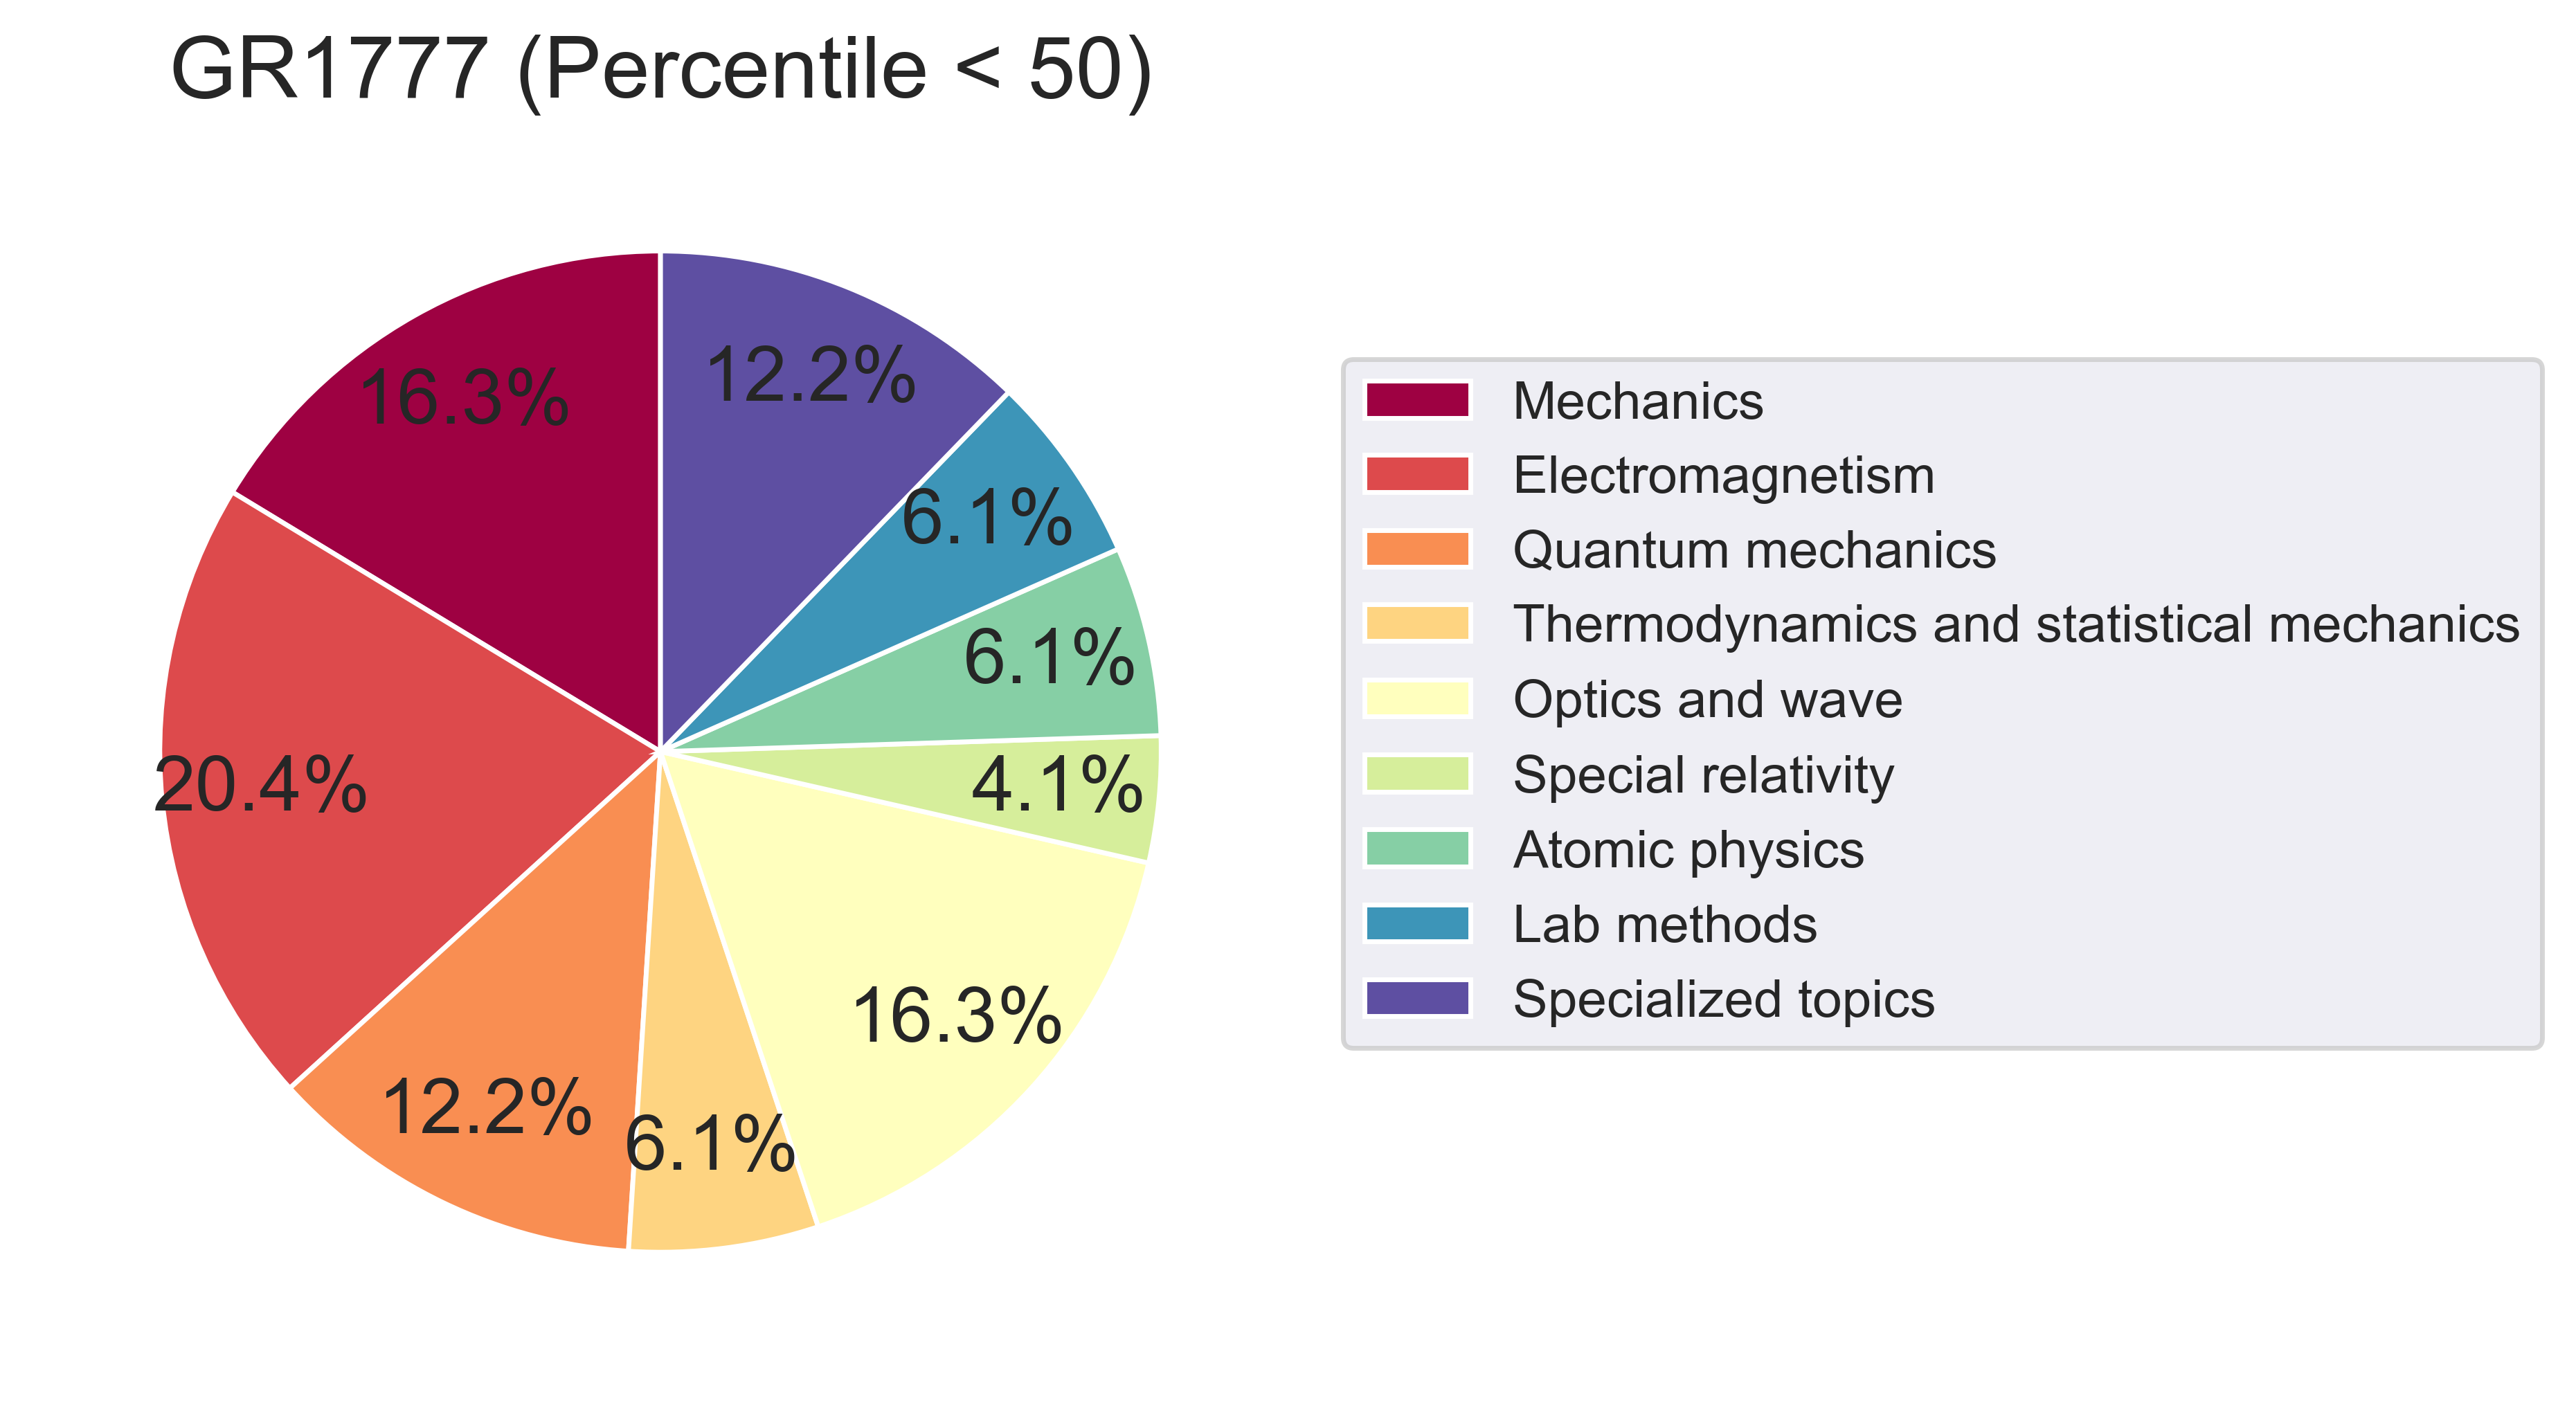 GR1777 (Percentile < 50)
12.2%
16.3%
6.1%
6.1%
20.4%
4.1%
16.3%
12.2%
6.1%
Mechanics
Electromagnetism
Quantum mechanics
Thermodynamics and statistical mechanics
Optics and wave
Special relativity
Atomic physics
Lab methods
Specialized topics